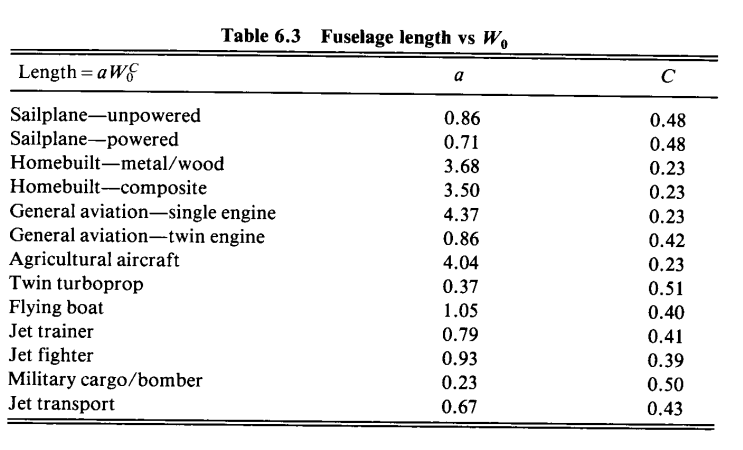 Table 6.3 Fuselage length vs W₀
Length = aW₀ᶜ a C
Sailplane—unpowered 0.86 0.48
Sailplane—powered 0.71 0.48
Homebuilt—metal/wood 3.68 0.23
Homebuilt—composite 3.50 0.23
General aviation—single engine 4.37 0.23
General aviation—twin engine 0.86 0.42
Agricultural aircraft 4.04 0.23
Twin turboprop 0.37 0.51
Flying boat 1.05 0.40
Jet trainer 0.79 0.41
Jet fighter 0.93 0.39
Military cargo/bomber 0.23 0.50
Jet transport 0.67 0.43